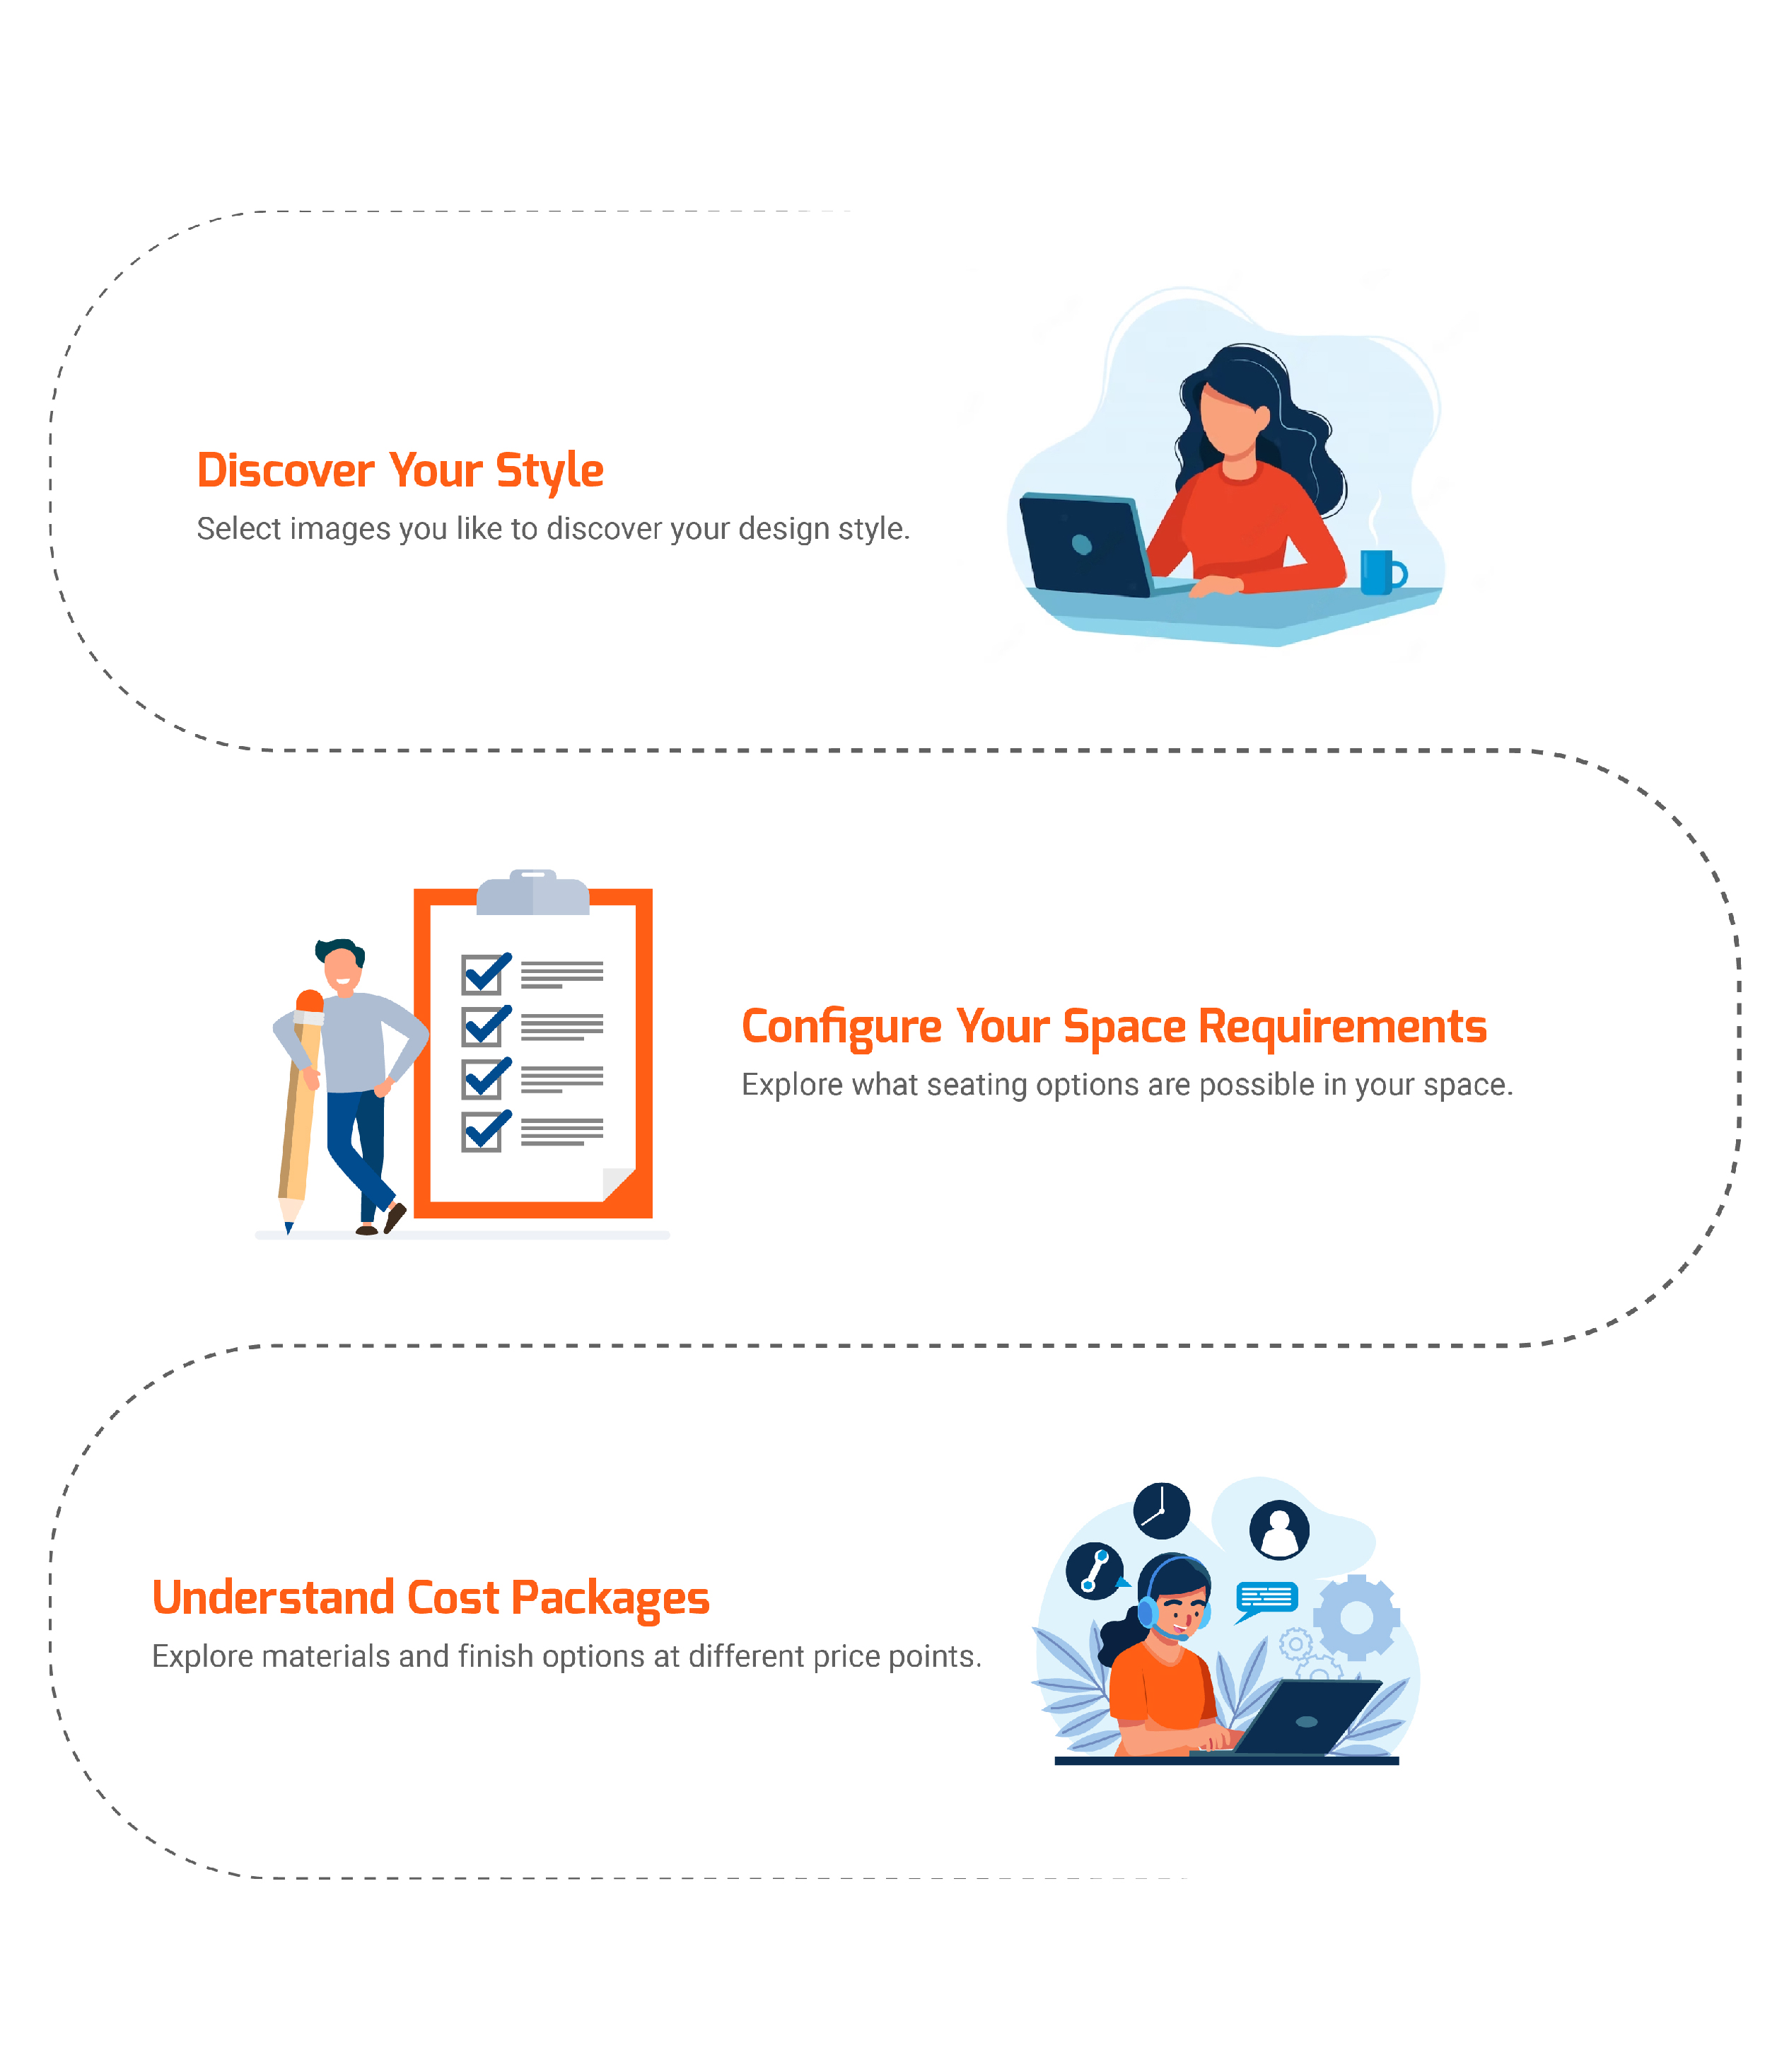 Discover Your Style
Select images you like to discover your design style.
Configure Your Space Requirements
Explore what seating options are possible in your space.
Understand Cost Packages
Explore materials and finish options at different price points.